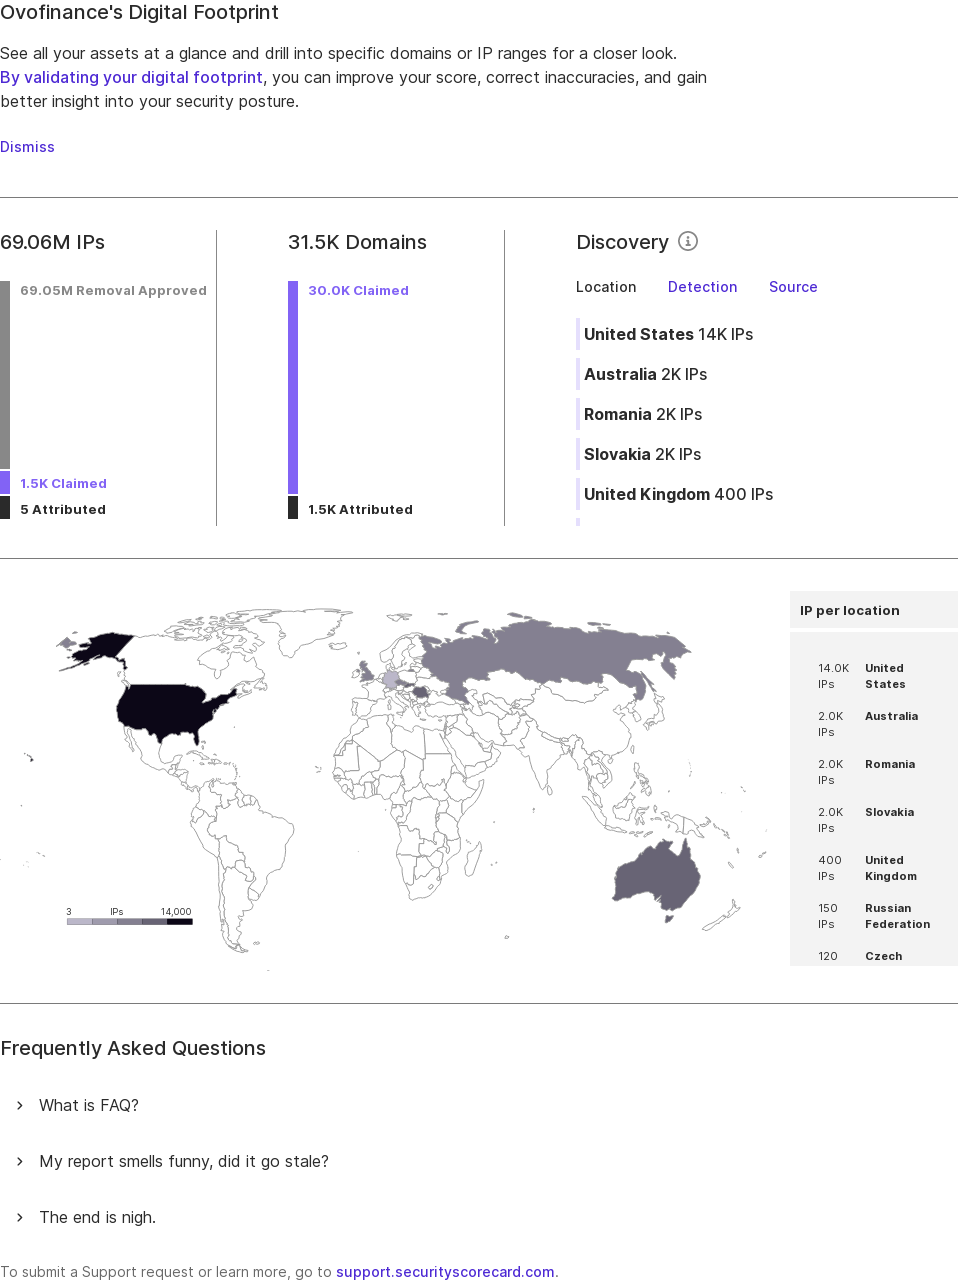 Ovofinance's Digital Footprint
See all your assets at a glance and drill into specific domains or IP ranges for a closer look.
By validating your digital footprint, you can improve your score, correct inaccuracies, and gain
better insight into your security posture.
Dismiss
69.06M IPs
69.05M Removal Approved
1.5K Claimed
5 Attributed
31.5K Domains
30.0K Claimed
1.5K Attributed
Discovery
Location Detection Source
United States 14K IPs
Australia 2K IPs
Romania 2K IPs
Slovakia 2K IPs
United Kingdom 400 IPs
3 IPs 14,000
IP per location
14.0K United
IPs States
2.0K Australia
IPs
2.0K Romania
IPs
2.0K Slovakia
IPs
400 United
IPs Kingdom
150 Russian
IPs Federation
120 Czech
Frequently Asked Questions
What is FAQ?
My report smells funny, did it go stale?
The end is nigh.
To submit a Support request or learn more, go to support.securityscorecard.com.